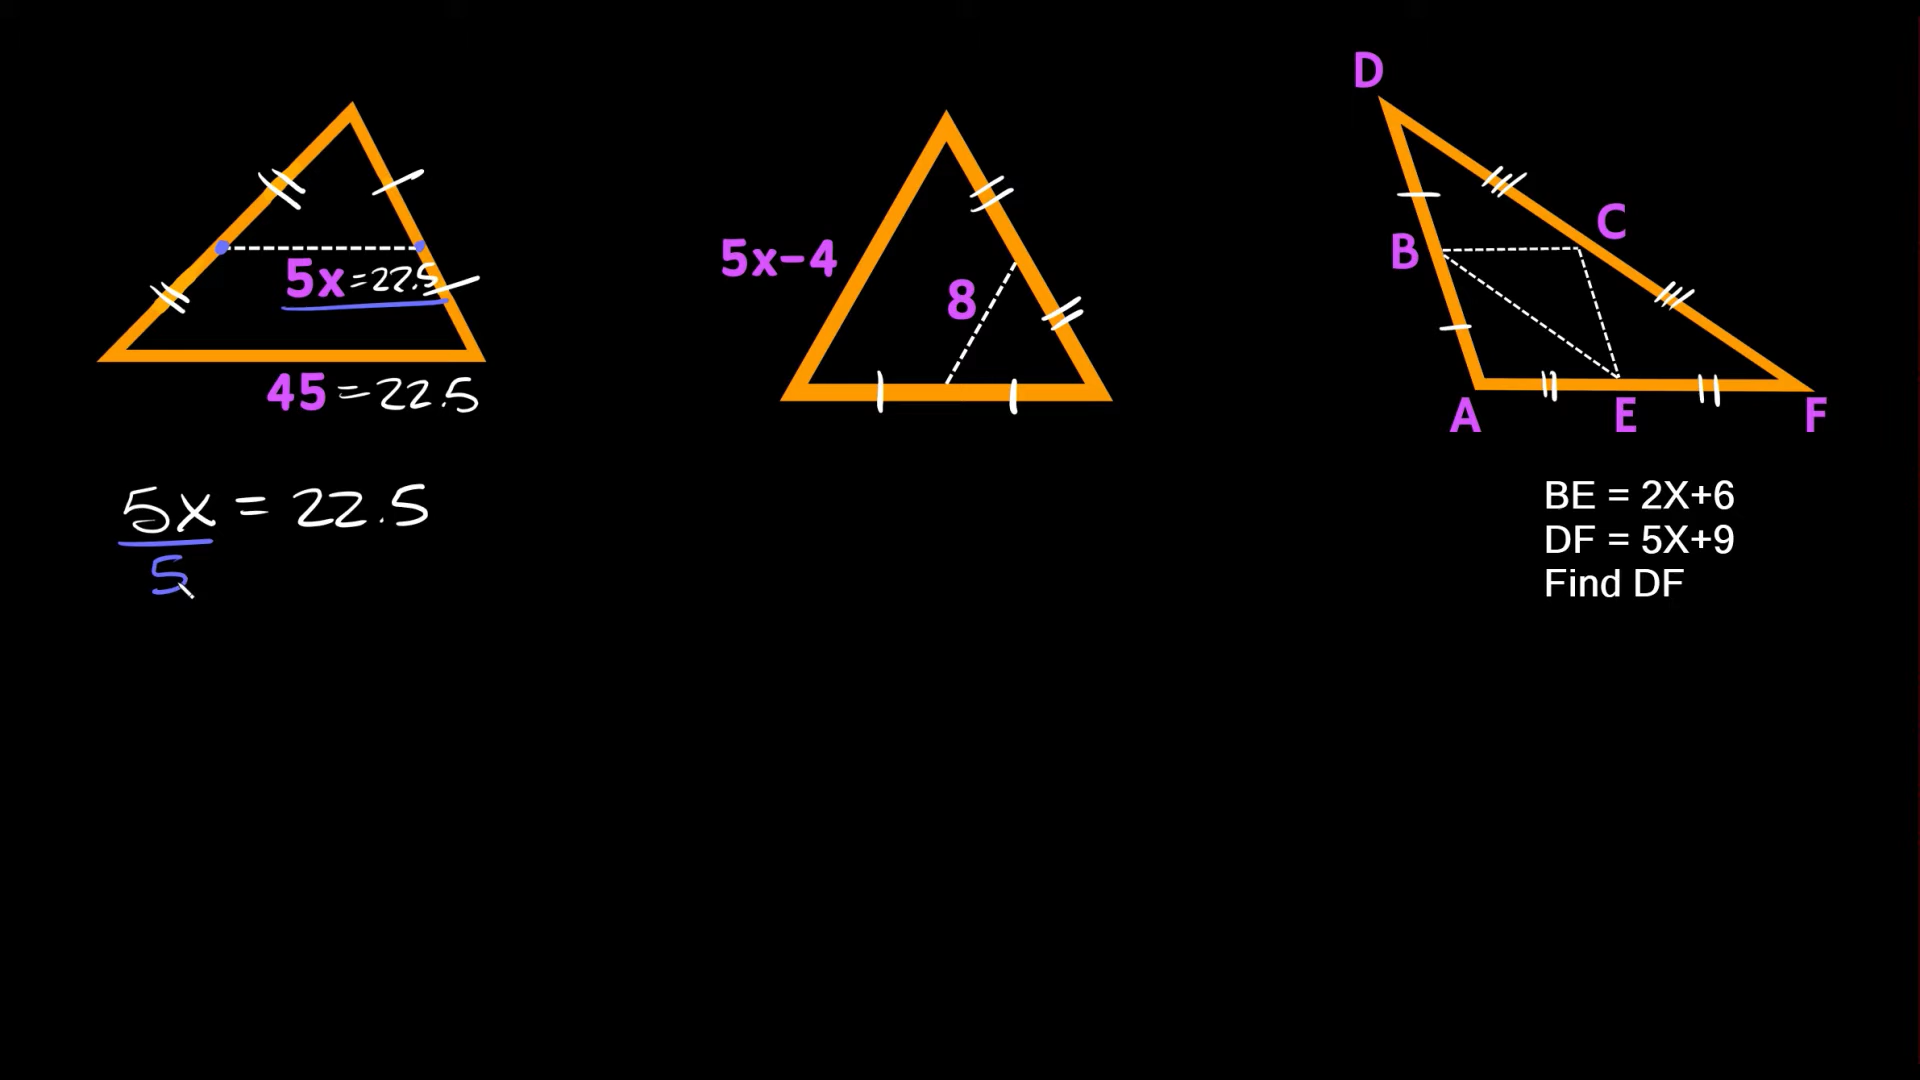 5x = 22.5
45 = 22.5
5x = 22.5
5
5x-4
8
D
C
B
A
E
F
BE = 2X+6
DF = 5X+9
Find DF